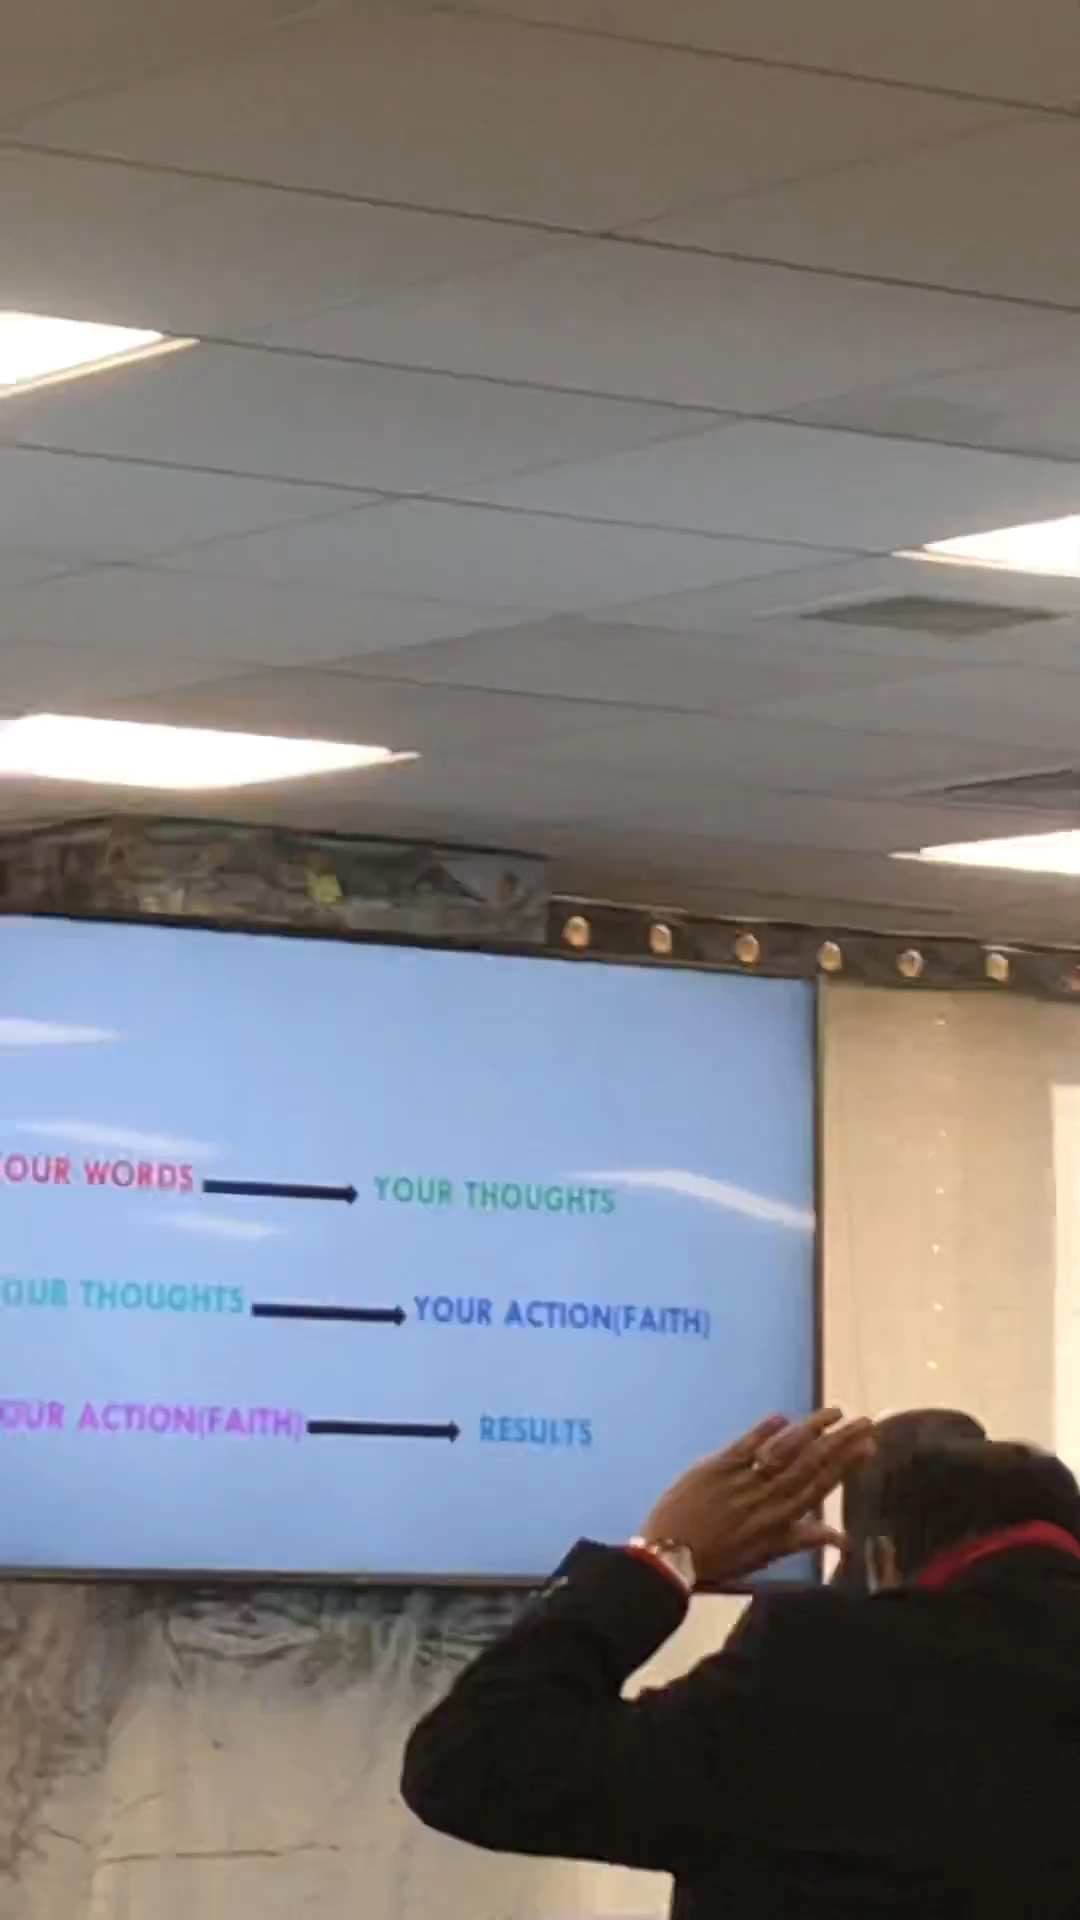 OUR WORDS → YOUR THOUGHTS
OUR THOUGHTS → YOUR ACTION(FAITH)
OUR ACTION(FAITH) → RESULTS